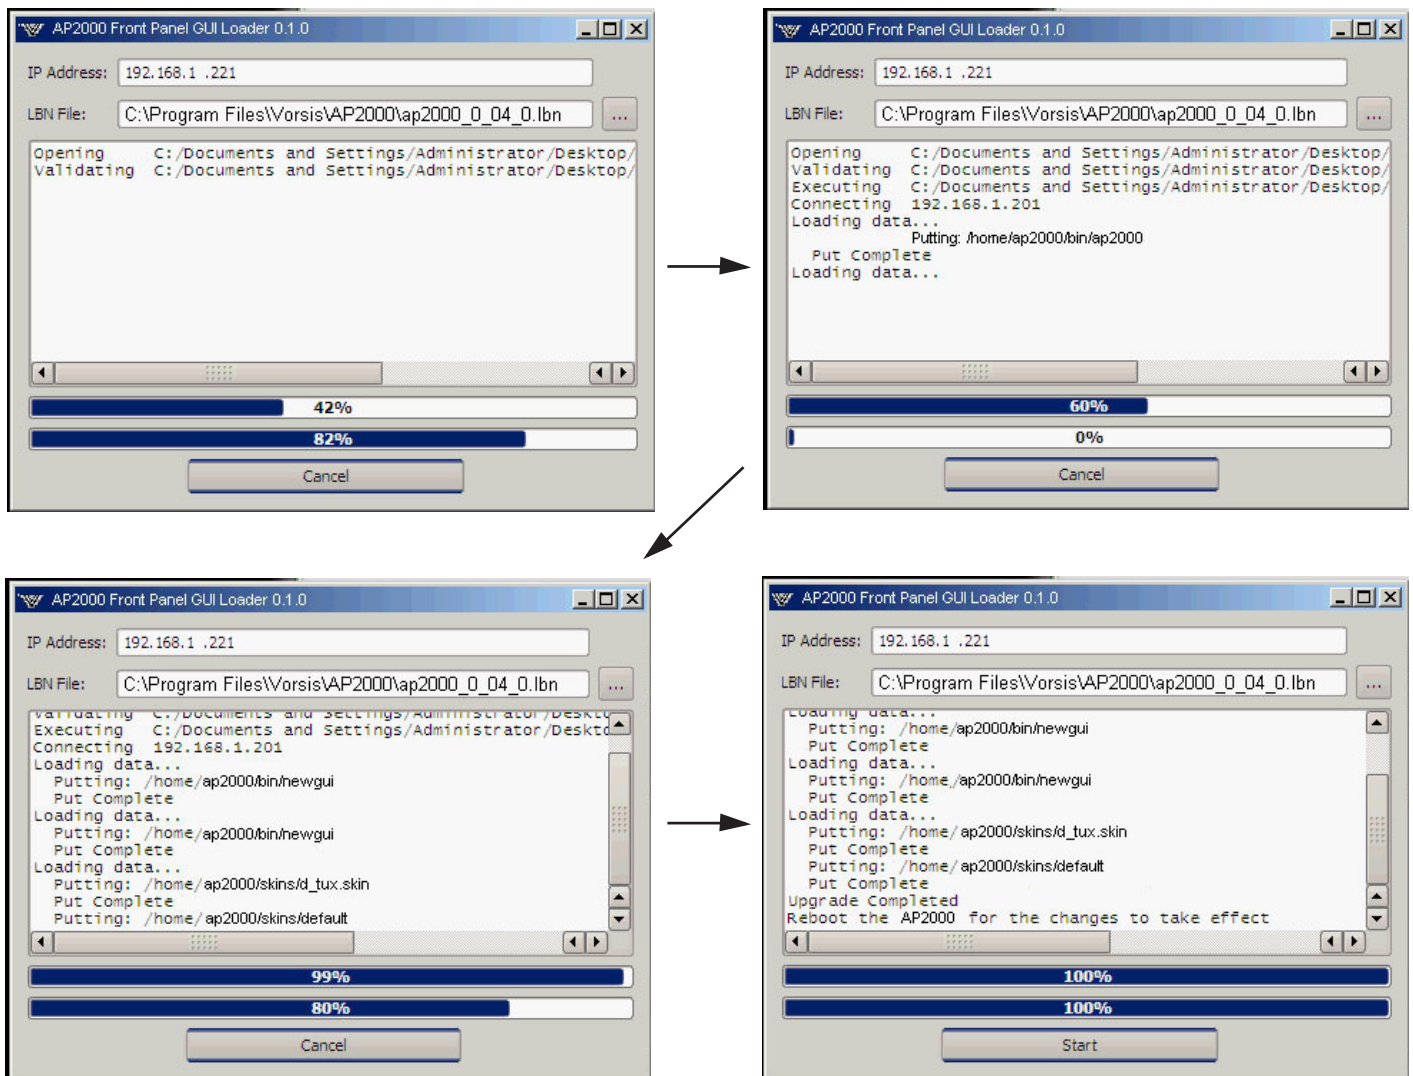 AP2000 Front Panel GUI Loader 0.1.0
IP Address: 192.168.1 .221
LBN File: C:\Program Files\Vorsis\AP2000\ap2000_0_04_0.lbn ...
Opening C:/Documents and Settings/Administrator/Desktop/
Validating C:/Documents and Settings/Administrator/Desktop/
42%
82%
Cancel
AP2000 Front Panel GUI Loader 0.1.0
IP Address: 192.168.1 .221
LBN File: C:\Program Files\Vorsis\AP2000\ap2000_0_04_0.lbn ...
Opening C:/Documents and Settings/Administrator/Desktop/
Validating C:/Documents and Settings/Administrator/Desktop/
Executing C:/Documents and Settings/Administrator/Desktop/
Connecting 192.168.1.201
Loading data...
Putting: /home/ap2000/bin/ap2000
Put Complete
Loading data...
60%
0%
Cancel
AP2000 Front Panel GUI Loader 0.1.0
IP Address: 192.168.1 .221
LBN File: C:\Program Files\Vorsis\AP2000\ap2000_0_04_0.lbn ...
Validating C:/Documents and Settings/Administrator/Deskto
Executing C:/Documents and Settings/Administrator/Deskto
Connecting 192.168.1.201
Loading data...
Putting: /home/ap2000/bin/newgui
Put Complete
Loading data...
Putting: /home/ap2000/bin/newgui
Put Complete
Loading data...
Putting: /home/ap2000/skins/d_tux.skin
Put Complete
Putting: /home/ap2000/skins/default
99%
80%
Cancel
AP2000 Front Panel GUI Loader 0.1.0
IP Address: 192.168.1 .221
LBN File: C:\Program Files\Vorsis\AP2000\ap2000_0_04_0.lbn ...
Loading data...
Putting: /home/ap2000/bin/newgui
Put Complete
Loading data...
Putting: /home/ap2000/bin/newgui
Put Complete
Loading data...
Putting: /home/ap2000/skins/d_tux.skin
Put Complete
Putting: /home/ap2000/skins/default
Put Complete
Upgrade Completed
Reboot the AP2000 for the changes to take effect
100%
100%
Start